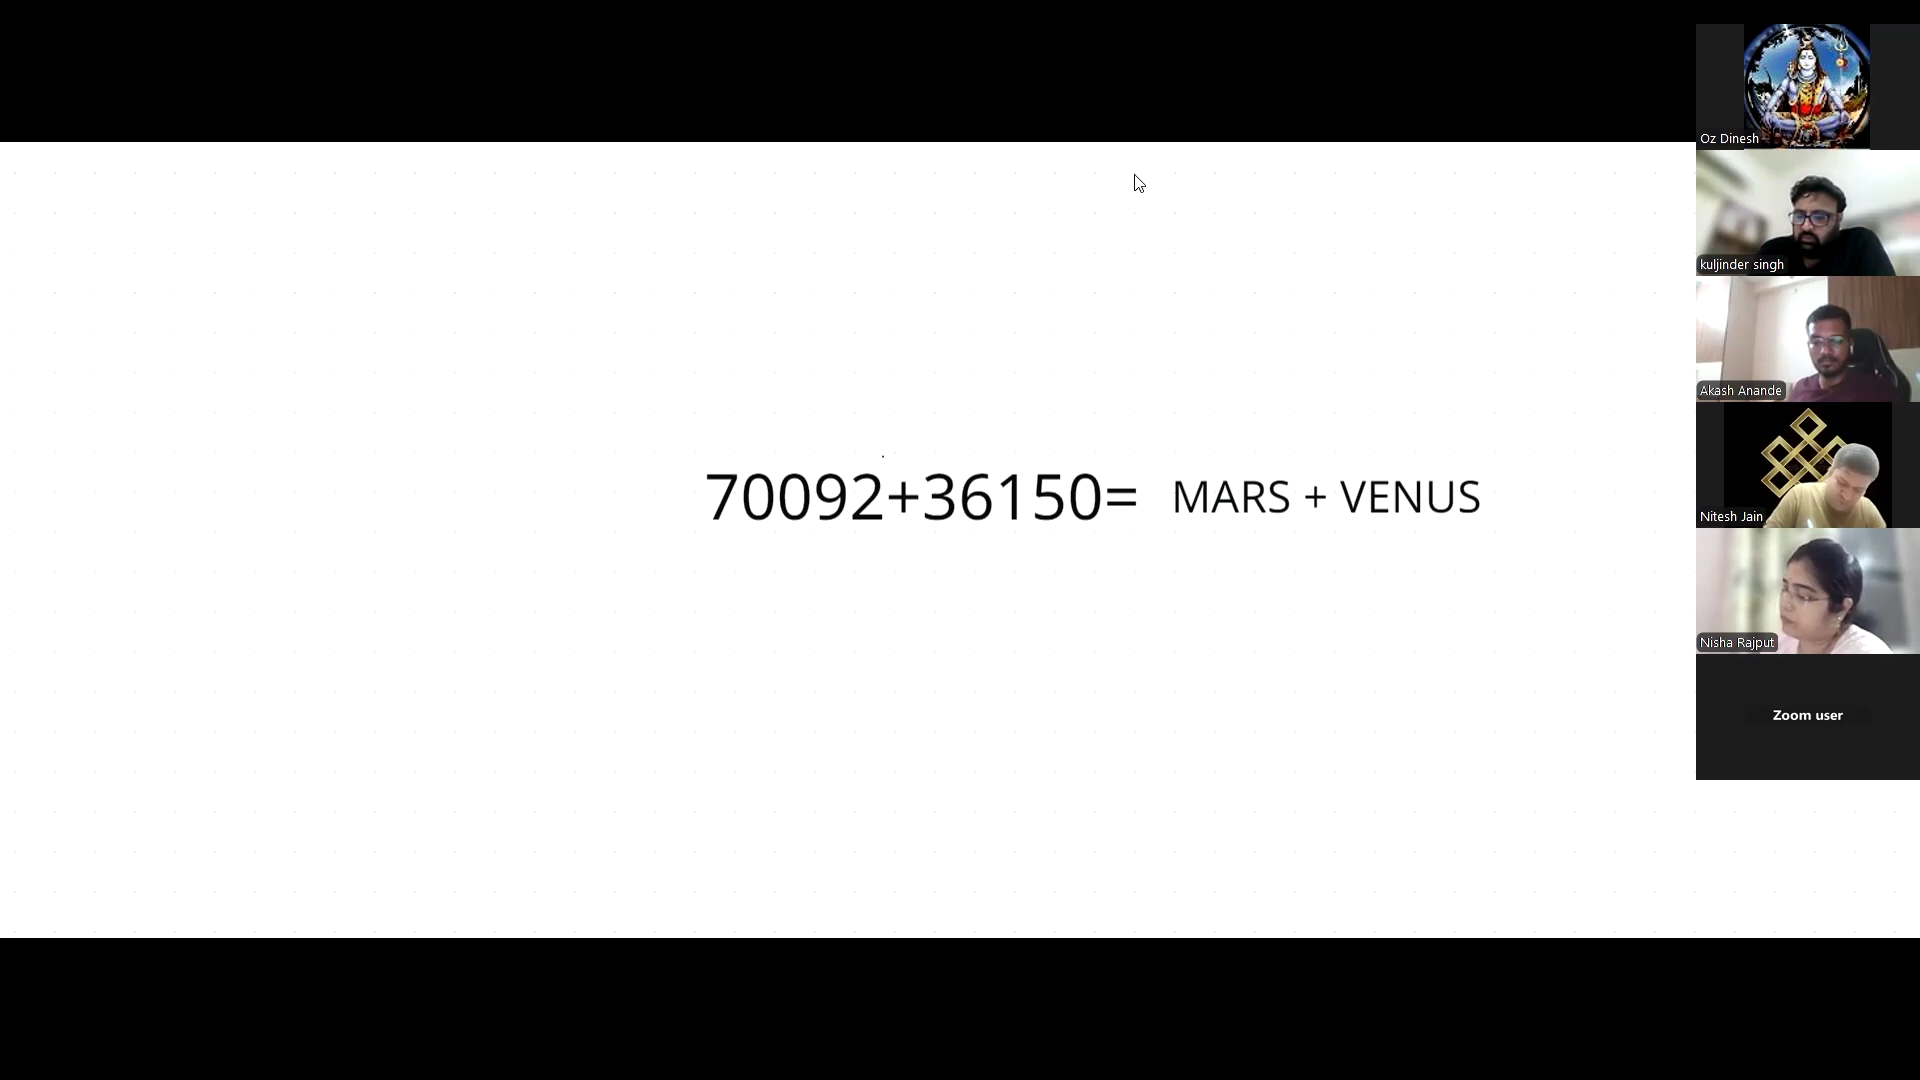 Oz Dinesh
kuljinder singh
Akash Anande
70092+36150= MARS + VENUS
Nitesh Jain
Nisha Rajput
Zoom user